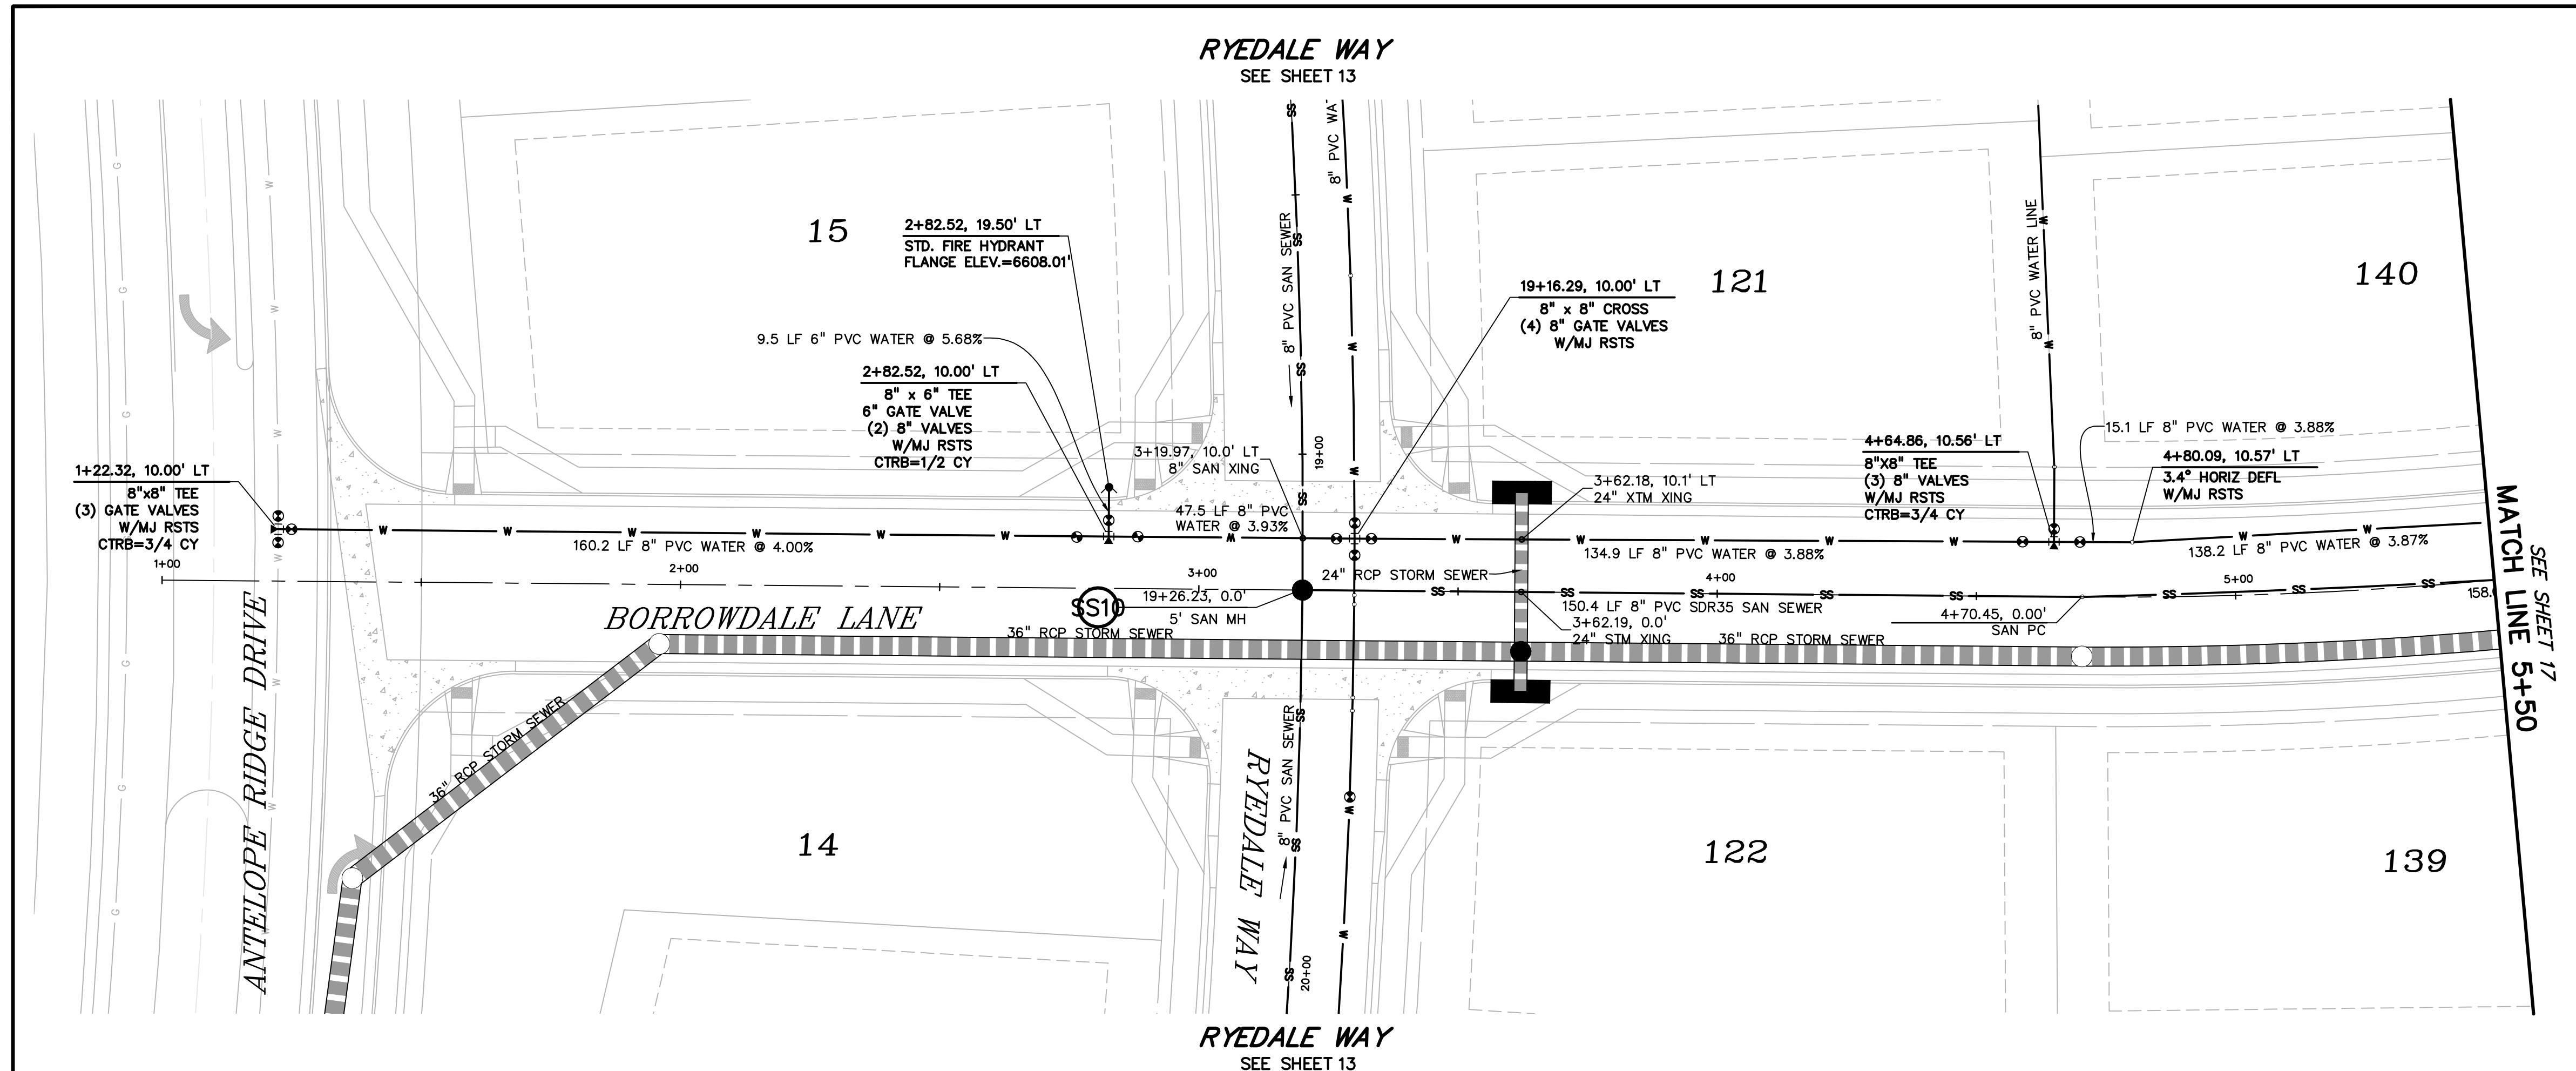 RYEDALE WAY
SEE SHEET 13
15
2+82.52, 19.50' LT
STD. FIRE HYDRANT
FLANGE ELEV.=6608.01'
9.5 LF 6" PVC WATER @ 5.68%
2+82.52, 10.00' LT
8" x 6" TEE
6" GATE VALVE
(2) 8" VALVES
W/MJ RSTS
CTRB=1/2 CY
1+22.32, 10.00' LT
8"x8" TEE
(3) GATE VALVES
W/MJ RSTS
CTRB=3/4 CY
SS
8" PVC SAN SEWER
8" PVC WA
19+00
3+19.97, 10.0' LT
8" SAN XING
19+16.29, 10.00' LT
8" x 8" CROSS
(4) 8" GATE VALVES
W/MJ RSTS
121
8" PVC WATER LINE
140
15.1 LF 8" PVC WATER @ 3.88%
4+64.86, 10.56' LT
8"X8" TEE
(3) 8" VALVES
W/MJ RSTS
CTRB=3/4 CY
4+80.09, 10.57' LT
3.4° HORIZ DEFL
W/MJ RSTS
3+62.18, 10.1' LT
24" XTM XING
47.5 LF 8" PVC
WATER @ 3.93%
160.2 LF 8" PVC WATER @ 4.00%
134.9 LF 8" PVC WATER @ 3.88%
138.2 LF 8" PVC WATER @ 3.87%
1+00
2+00
3+00
4+00
5+00
24" RCP STORM SEWER
SS10
19+26.23, 0.0'
5' SAN MH
BORROWDALE LANE
36" RCP STORM SEWER
150.4 LF 8" PVC SDR35 SAN SEWER
3+62.19, 0.0'
24" STM XING
36" RCP STORM SEWER
4+70.45, 0.00'
SAN PC
158.
MATCH LINE 5+50
SEE SHEET 17
36" RCP STORM SEWER
ANTELOPE RIDGE DRIVE
14
RYEDALE WAY
8" PVC SAN SEWER
20+00
122
139
RYEDALE WAY
SEE SHEET 13